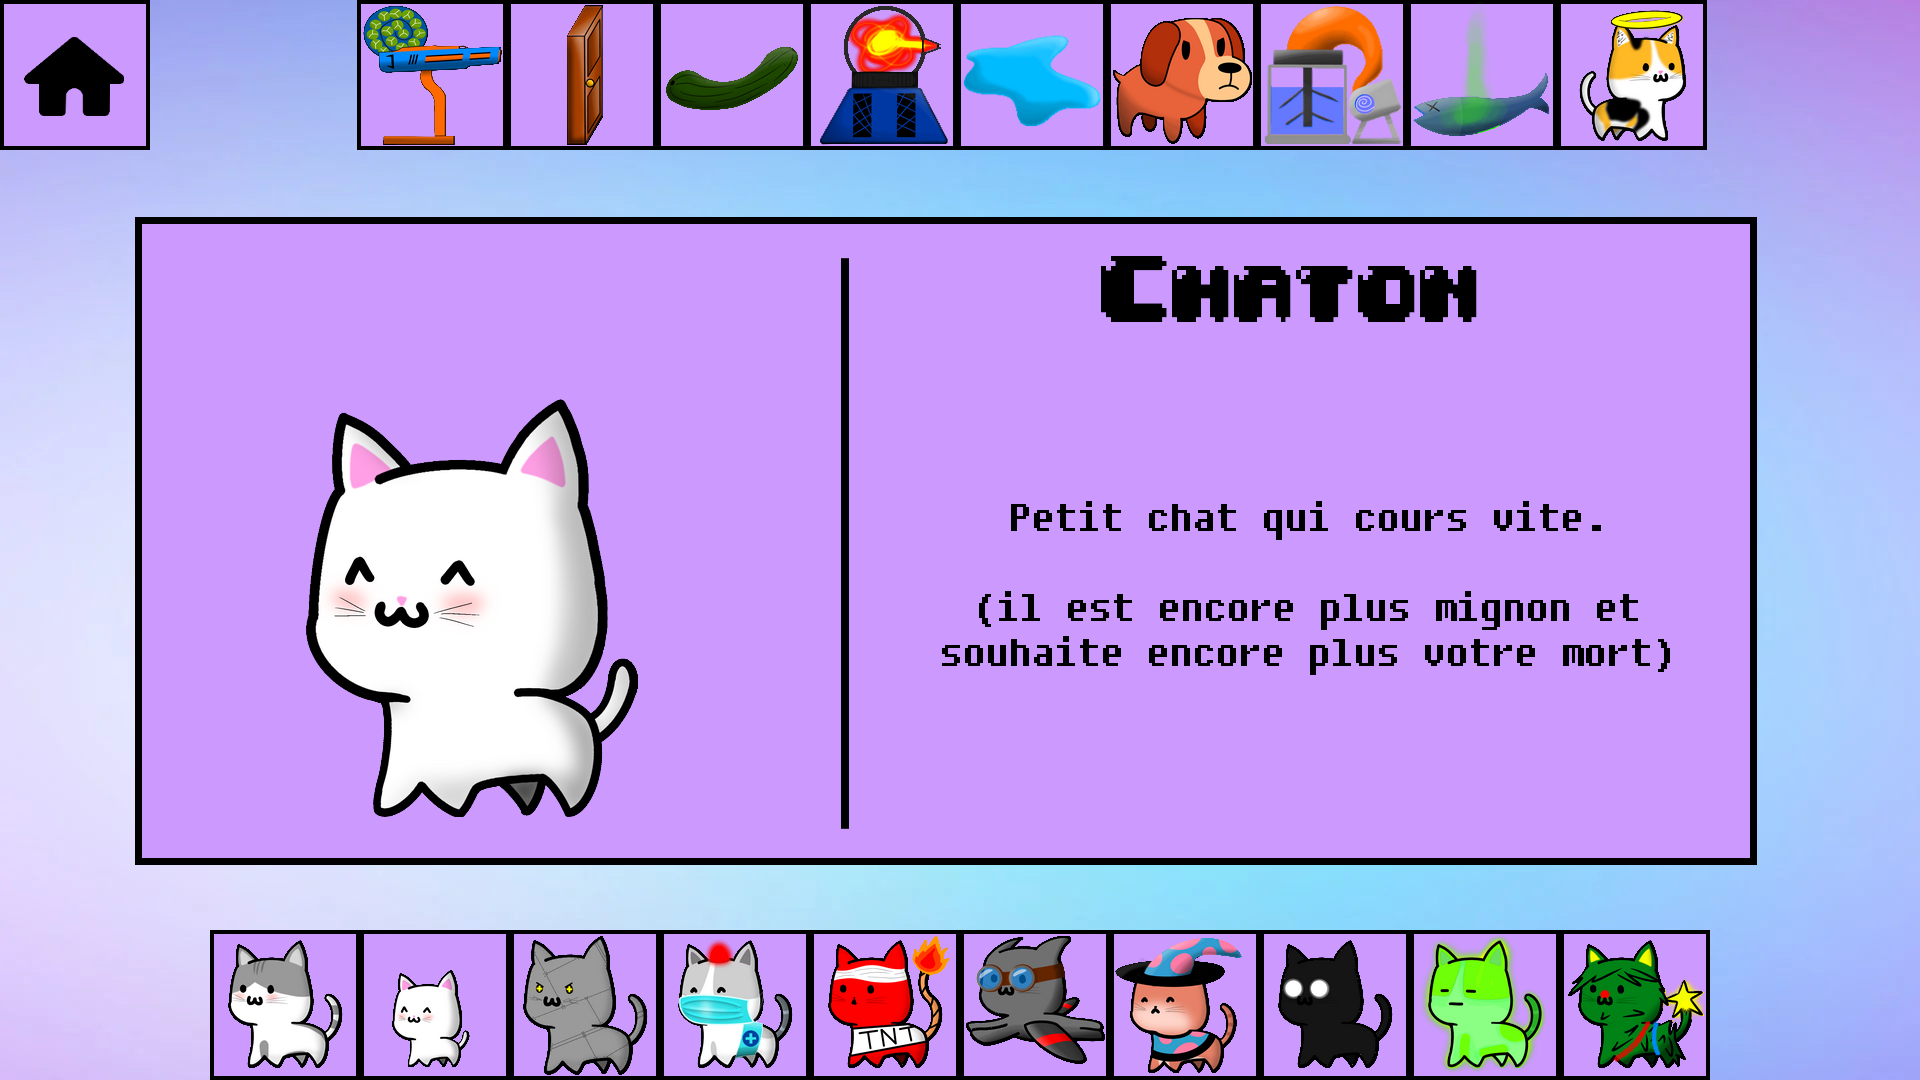 Chaton
Petit chat qui cours vite.
(il est encore plus mignon et
souhaite encore plus votre mort)
TNT